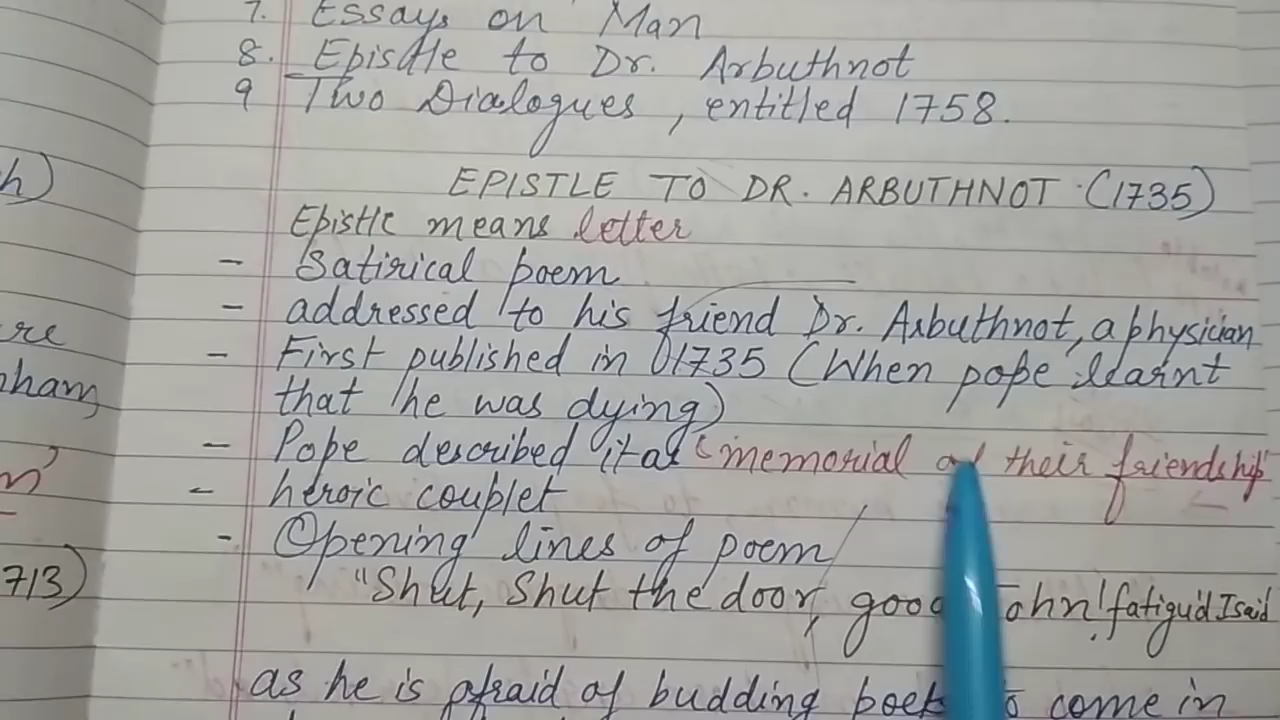 7. Essays on Man
8. Epistle to Dr. Arbuthnot
9 Two Dialogues, entitled 1758.
h)
EPISTLE TO DR. ARBUTHNOT (1735)
Epistle means letter
- Satirical poem
- addressed to his friend Dr. Arbuthnot, a physician
re
- First published in 1735 (When pope learnt
ham,
that he was dying)
- Pope described it as "memorial of their friendship"
- heroic couplet
- Opening lines of poem
713)
"Shut, Shut the door, good John! fatigu'd I said
as he is afraid of budding poets to come in